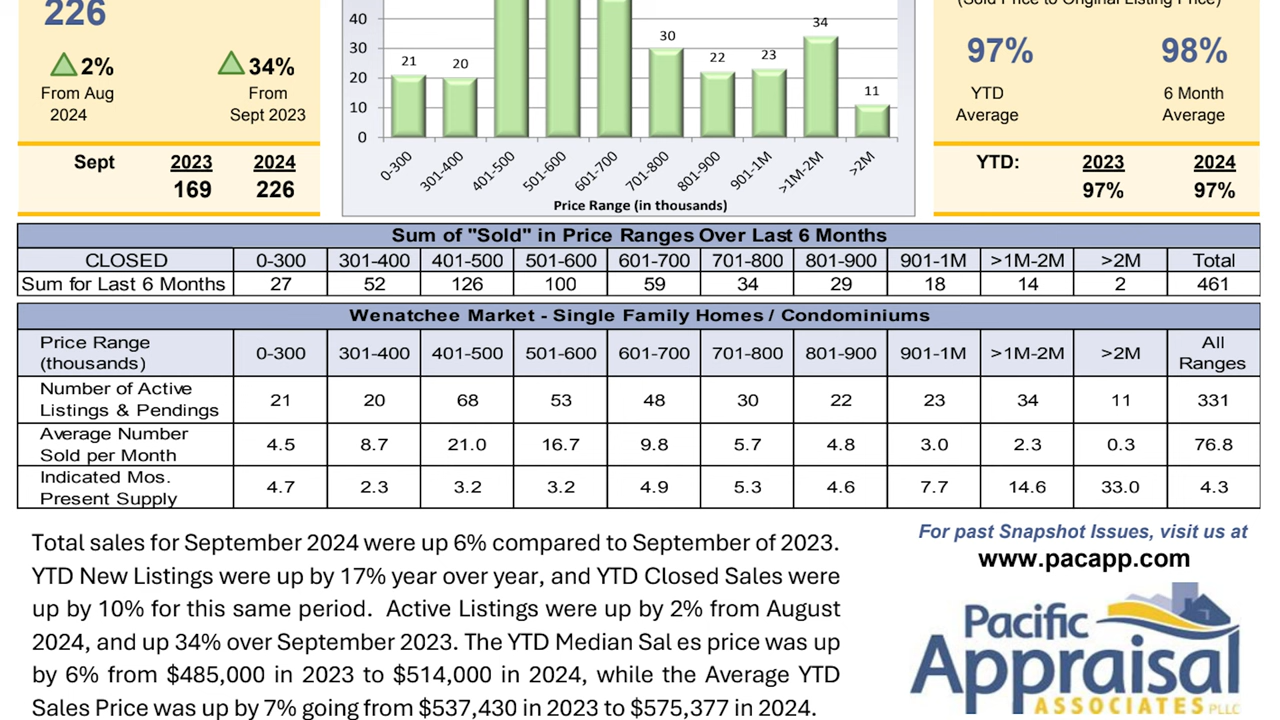 226
2%
34%
From Aug
2024
From
Sept 2023
Sept 2023 2024
169 226
40
30
20
10
0
21 20 30 22 23 34 11
0-300 301-400 401-500 501-600 601-700 701-800 801-900 901-1M >1M-2M >2M
Price Range (in thousands)
(Sold Price to Original Listing Price)
97% 98%
YTD
Average
6 Month
Average
YTD: 2023 2024
97% 97%
Sum of "Sold" in Price Ranges Over Last 6 Months
CLOSED 0-300 301-400 401-500 501-600 601-700 701-800 801-900 901-1M >1M-2M >2M Total
Sum for Last 6 Months 27 52 126 100 59 34 29 18 14 2 461
Wenatchee Market - Single Family Homes / Condominiums
Price Range
(thousands) 0-300 301-400 401-500 501-600 601-700 701-800 801-900 901-1M >1M-2M >2M All
Ranges
Number of Active
Listings & Pendings 21 20 68 53 48 30 22 23 34 11 331
Average Number
Sold per Month 4.5 8.7 21.0 16.7 9.8 5.7 4.8 3.0 2.3 0.3 76.8
Indicated Mos.
Present Supply 4.7 2.3 3.2 3.2 4.9 5.3 4.6 7.7 14.6 33.0 4.3
Total sales for September 2024 were up 6% compared to September of 2023.
YTD New Listings were up by 17% year over year, and YTD Closed Sales were
up by 10% for this same period. Active Listings were up by 2% from August
2024, and up 34% over September 2023. The YTD Median Sal es price was up
by 6% from $485,000 in 2023 to $514,000 in 2024, while the Average YTD
Sales Price was up by 7% going from $537,430 in 2023 to $575,377 in 2024.
For past Snapshot Issues, visit us at
www.pacapp.com
Pacific
Appraisal
ASSOCIATES PLLC